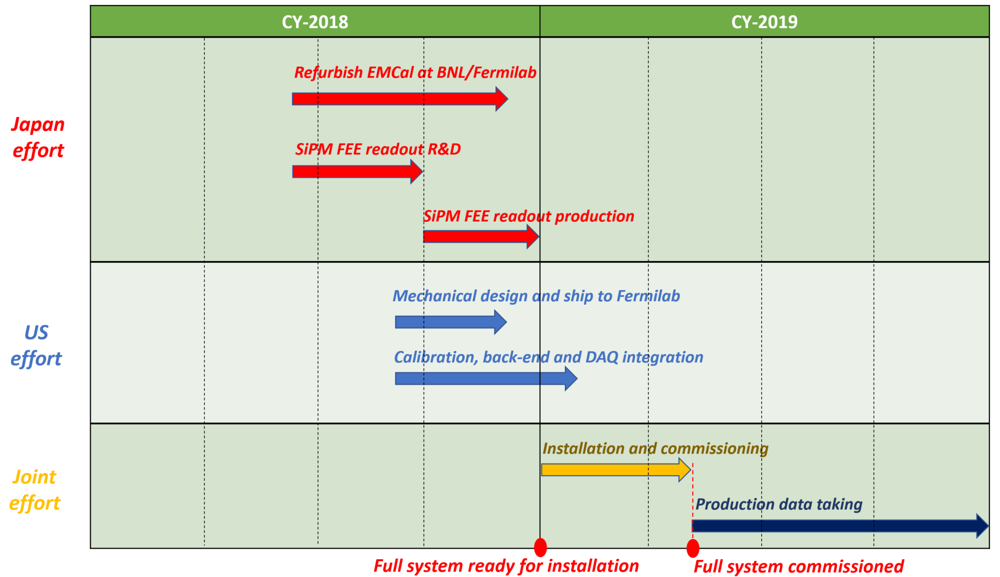 CY-2018
CY-2019
Japan
effort
Refurbish EMCal at BNL/Fermilab
SiPM FEE readout R&D
SiPM FEE readout production
US
effort
Mechanical design and ship to Fermilab
Calibration, back-end and DAQ integration
Joint
effort
Installation and commissioning
Production data taking
Full system ready for installation
Full system commissioned